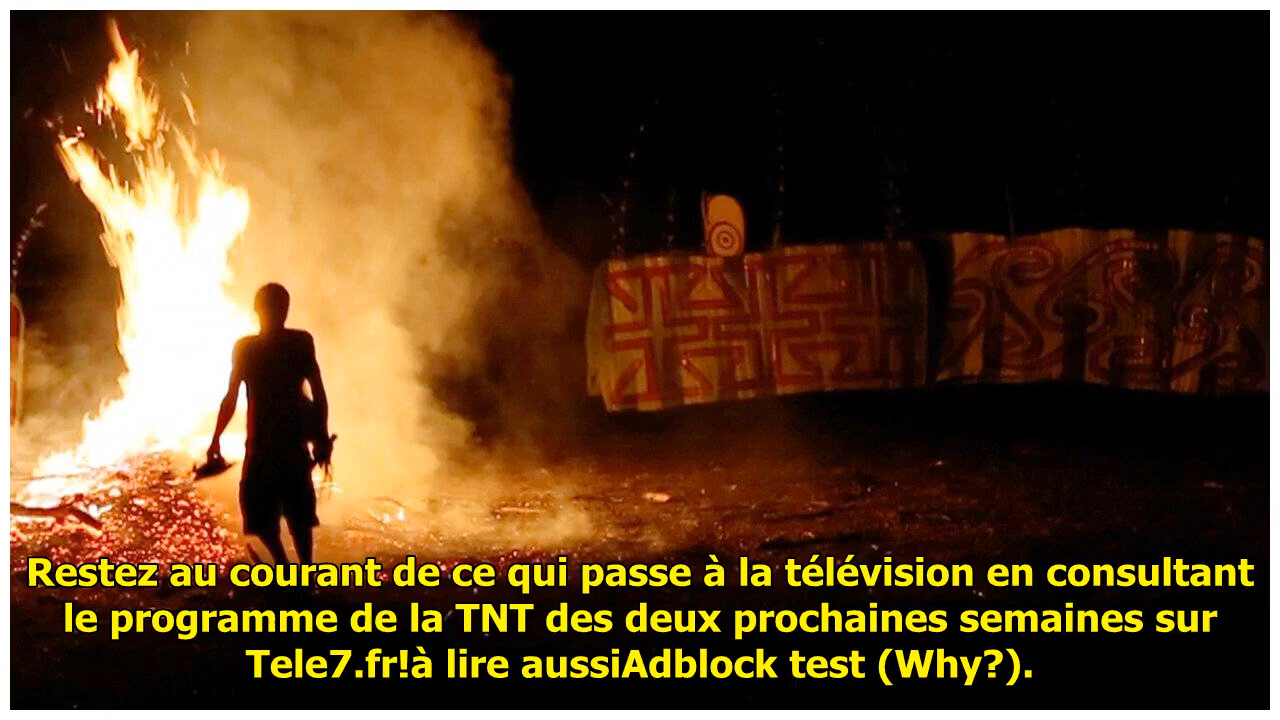 Restez au courant de ce qui passe à la télévision en consultant
le programme de la TNT des deux prochaines semaines sur
Tele7.fr!à lire aussiAdblock test (Why?).